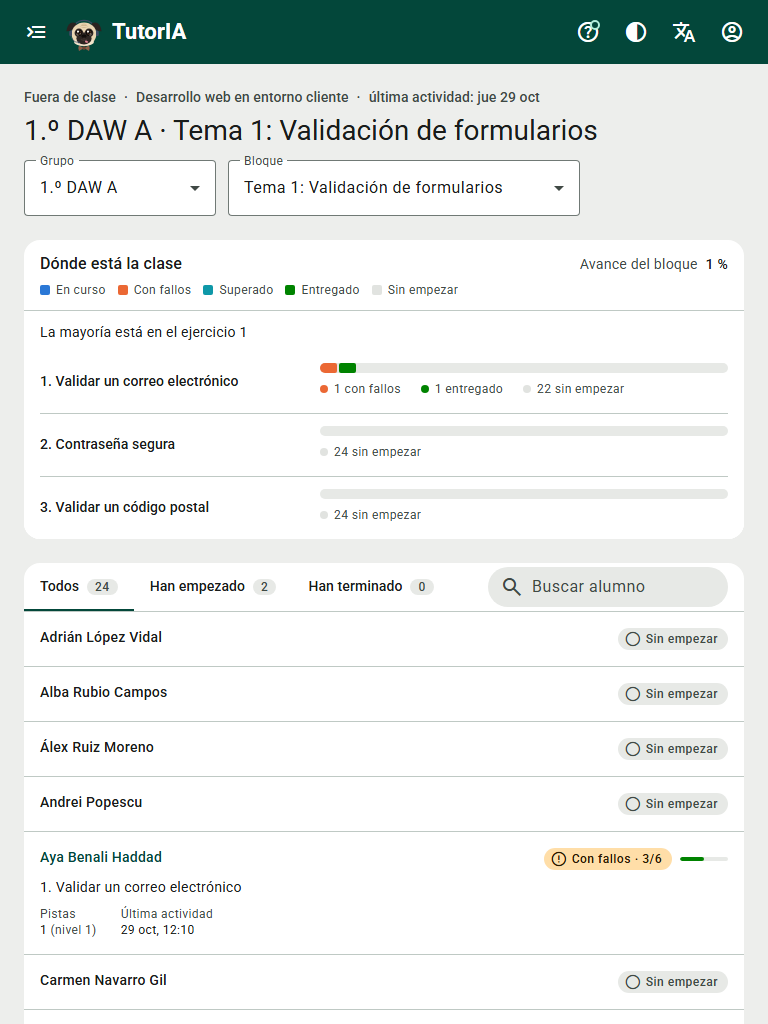 TutorIA
Fuera de clase · Desarrollo web en entorno cliente · última actividad: jue 29 oct
1.º DAW A · Tema 1: Validación de formularios
Grupo
1.º DAW A
Bloque
Tema 1: Validación de formularios
Dónde está la clase
Avance del bloque 1 %
En curso
Con fallos
Superado
Entregado
Sin empezar
La mayoría está en el ejercicio 1
1. Validar un correo electrónico
1 con fallos
1 entregado
22 sin empezar
2. Contraseña segura
24 sin empezar
3. Validar un código postal
24 sin empezar
Todos 24
Han empezado 2
Han terminado 0
Buscar alumno
Adrián López Vidal
Sin empezar
Alba Rubio Campos
Sin empezar
Álex Ruiz Moreno
Sin empezar
Andrei Popescu
Sin empezar
Aya Benali Haddad
Con fallos · 3/6
1. Validar un correo electrónico
Pistas
1 (nivel 1)
Última actividad
29 oct, 12:10
Carmen Navarro Gil
Sin empezar